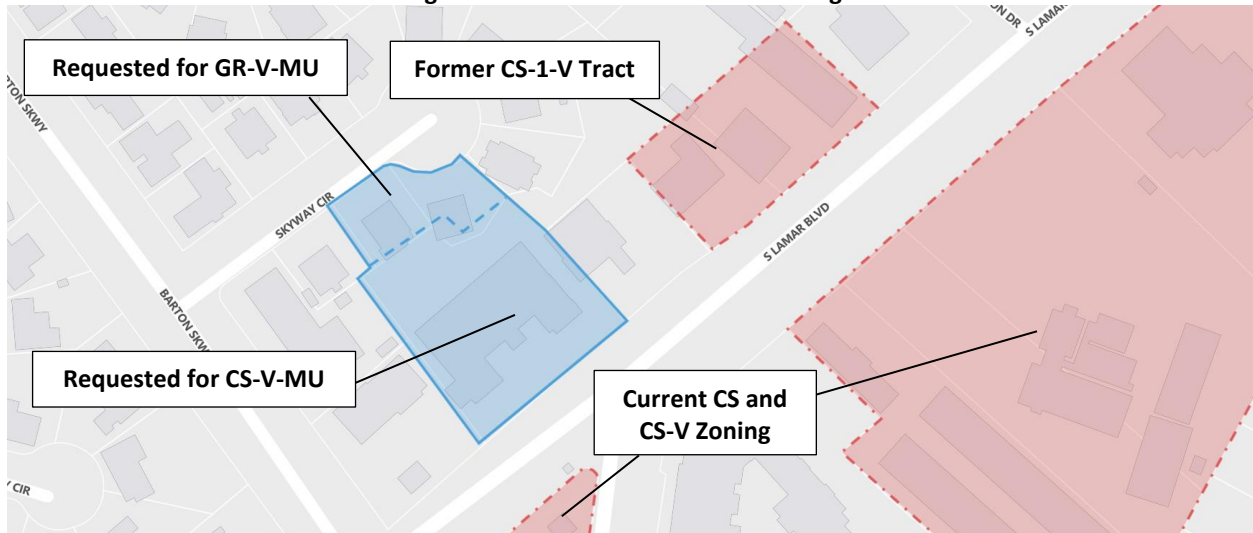 Requested for GR-V-MU
Former CS-1-V Tract
S LAMAR
BARTON SKWY
SKYWAY CIR
S LAMAR BLVD
Requested for CS-V-MU
Current CS and
CS-V Zoning